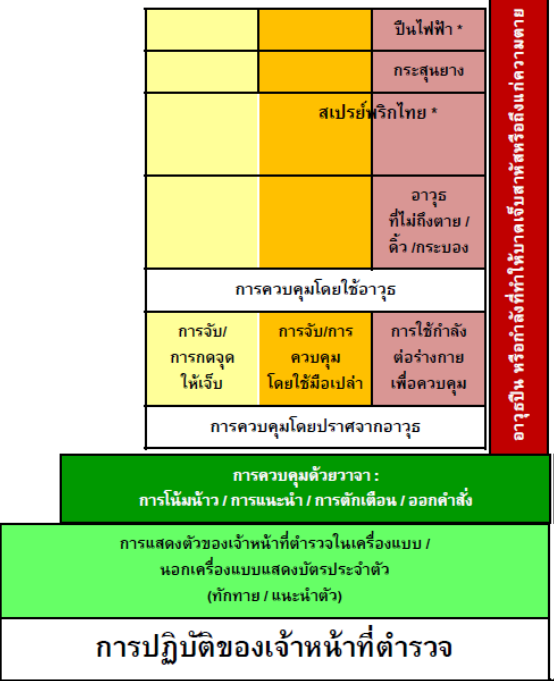 ปืนไฟฟ้า *
กระสุนยาง
สเปรย์พริกไทย *
อาวุธ
ที่ไม่ถึงตาย /
ดิ้ว /กระบอง
การควบคุมโดยใช้อาวุธ
การจับ/
การกดจุด
ให้เจ็บ
การจับ/การ
ควบคุม
โดยใช้มือเปล่า
การใช้กำลัง
ต่อร่างกาย
เพื่อควบคุม
การควบคุมโดยปราศจากอาวุธ
อาวุธปืน หรือกำลังที่ทำให้บาดเจ็บสาหัสหรือถึงแก่ความตาย
การควบคุมด้วยวาจา :
การโน้มน้าว / การแนะนำ / การตักเตือน / ออกคำสั่ง
การแสดงตัวของเจ้าหน้าที่ตำรวจในเครื่องแบบ /
นอกเครื่องแบบแสดงบัตรประจำตัว
(ทักทาย / แนะนำตัว)
การปฏิบัติของเจ้าหน้าที่ตำรวจ